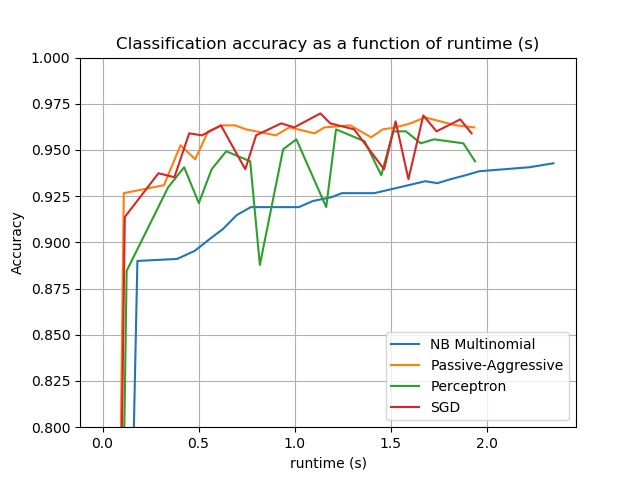 Classification accuracy as a function of runtime (s)
1.000
0.975
0.950
0.925
0.900
0.875
0.850
0.825
0.800
Accuracy
0.0 0.5 1.0 1.5 2.0
runtime (s)
NB Multinomial
Passive-Aggressive
Perceptron
SGD